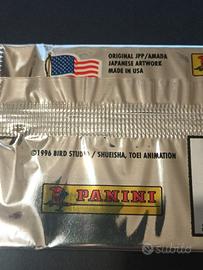 ORIGINAL JPP/AMADA
JAPANESE ARTWORK
MADE IN USA
©1996 BIRD STUDIO / SHUEISHA, TOEI ANIMATION
PANINI
subito